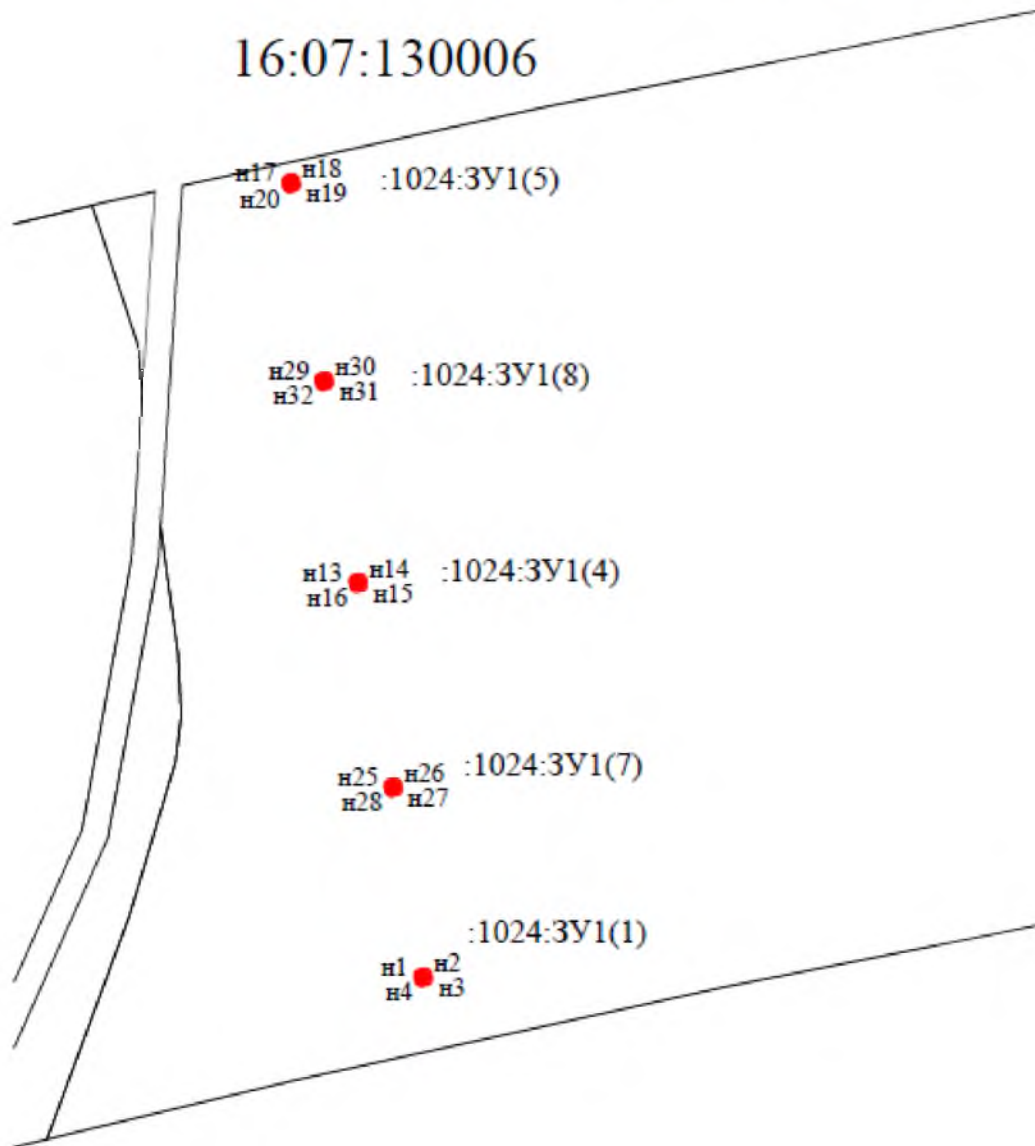 16:07:130006
н17 н18
н20 н19
:1024:ЗУ1(5)
н29 н30
н32 н31
:1024:ЗУ1(8)
н13 н14
н16 н15
:1024:ЗУ1(4)
н25 н26
н28 н27
:1024:ЗУ1(7)
:1024:ЗУ1(1)
н1 н2
н4 н3